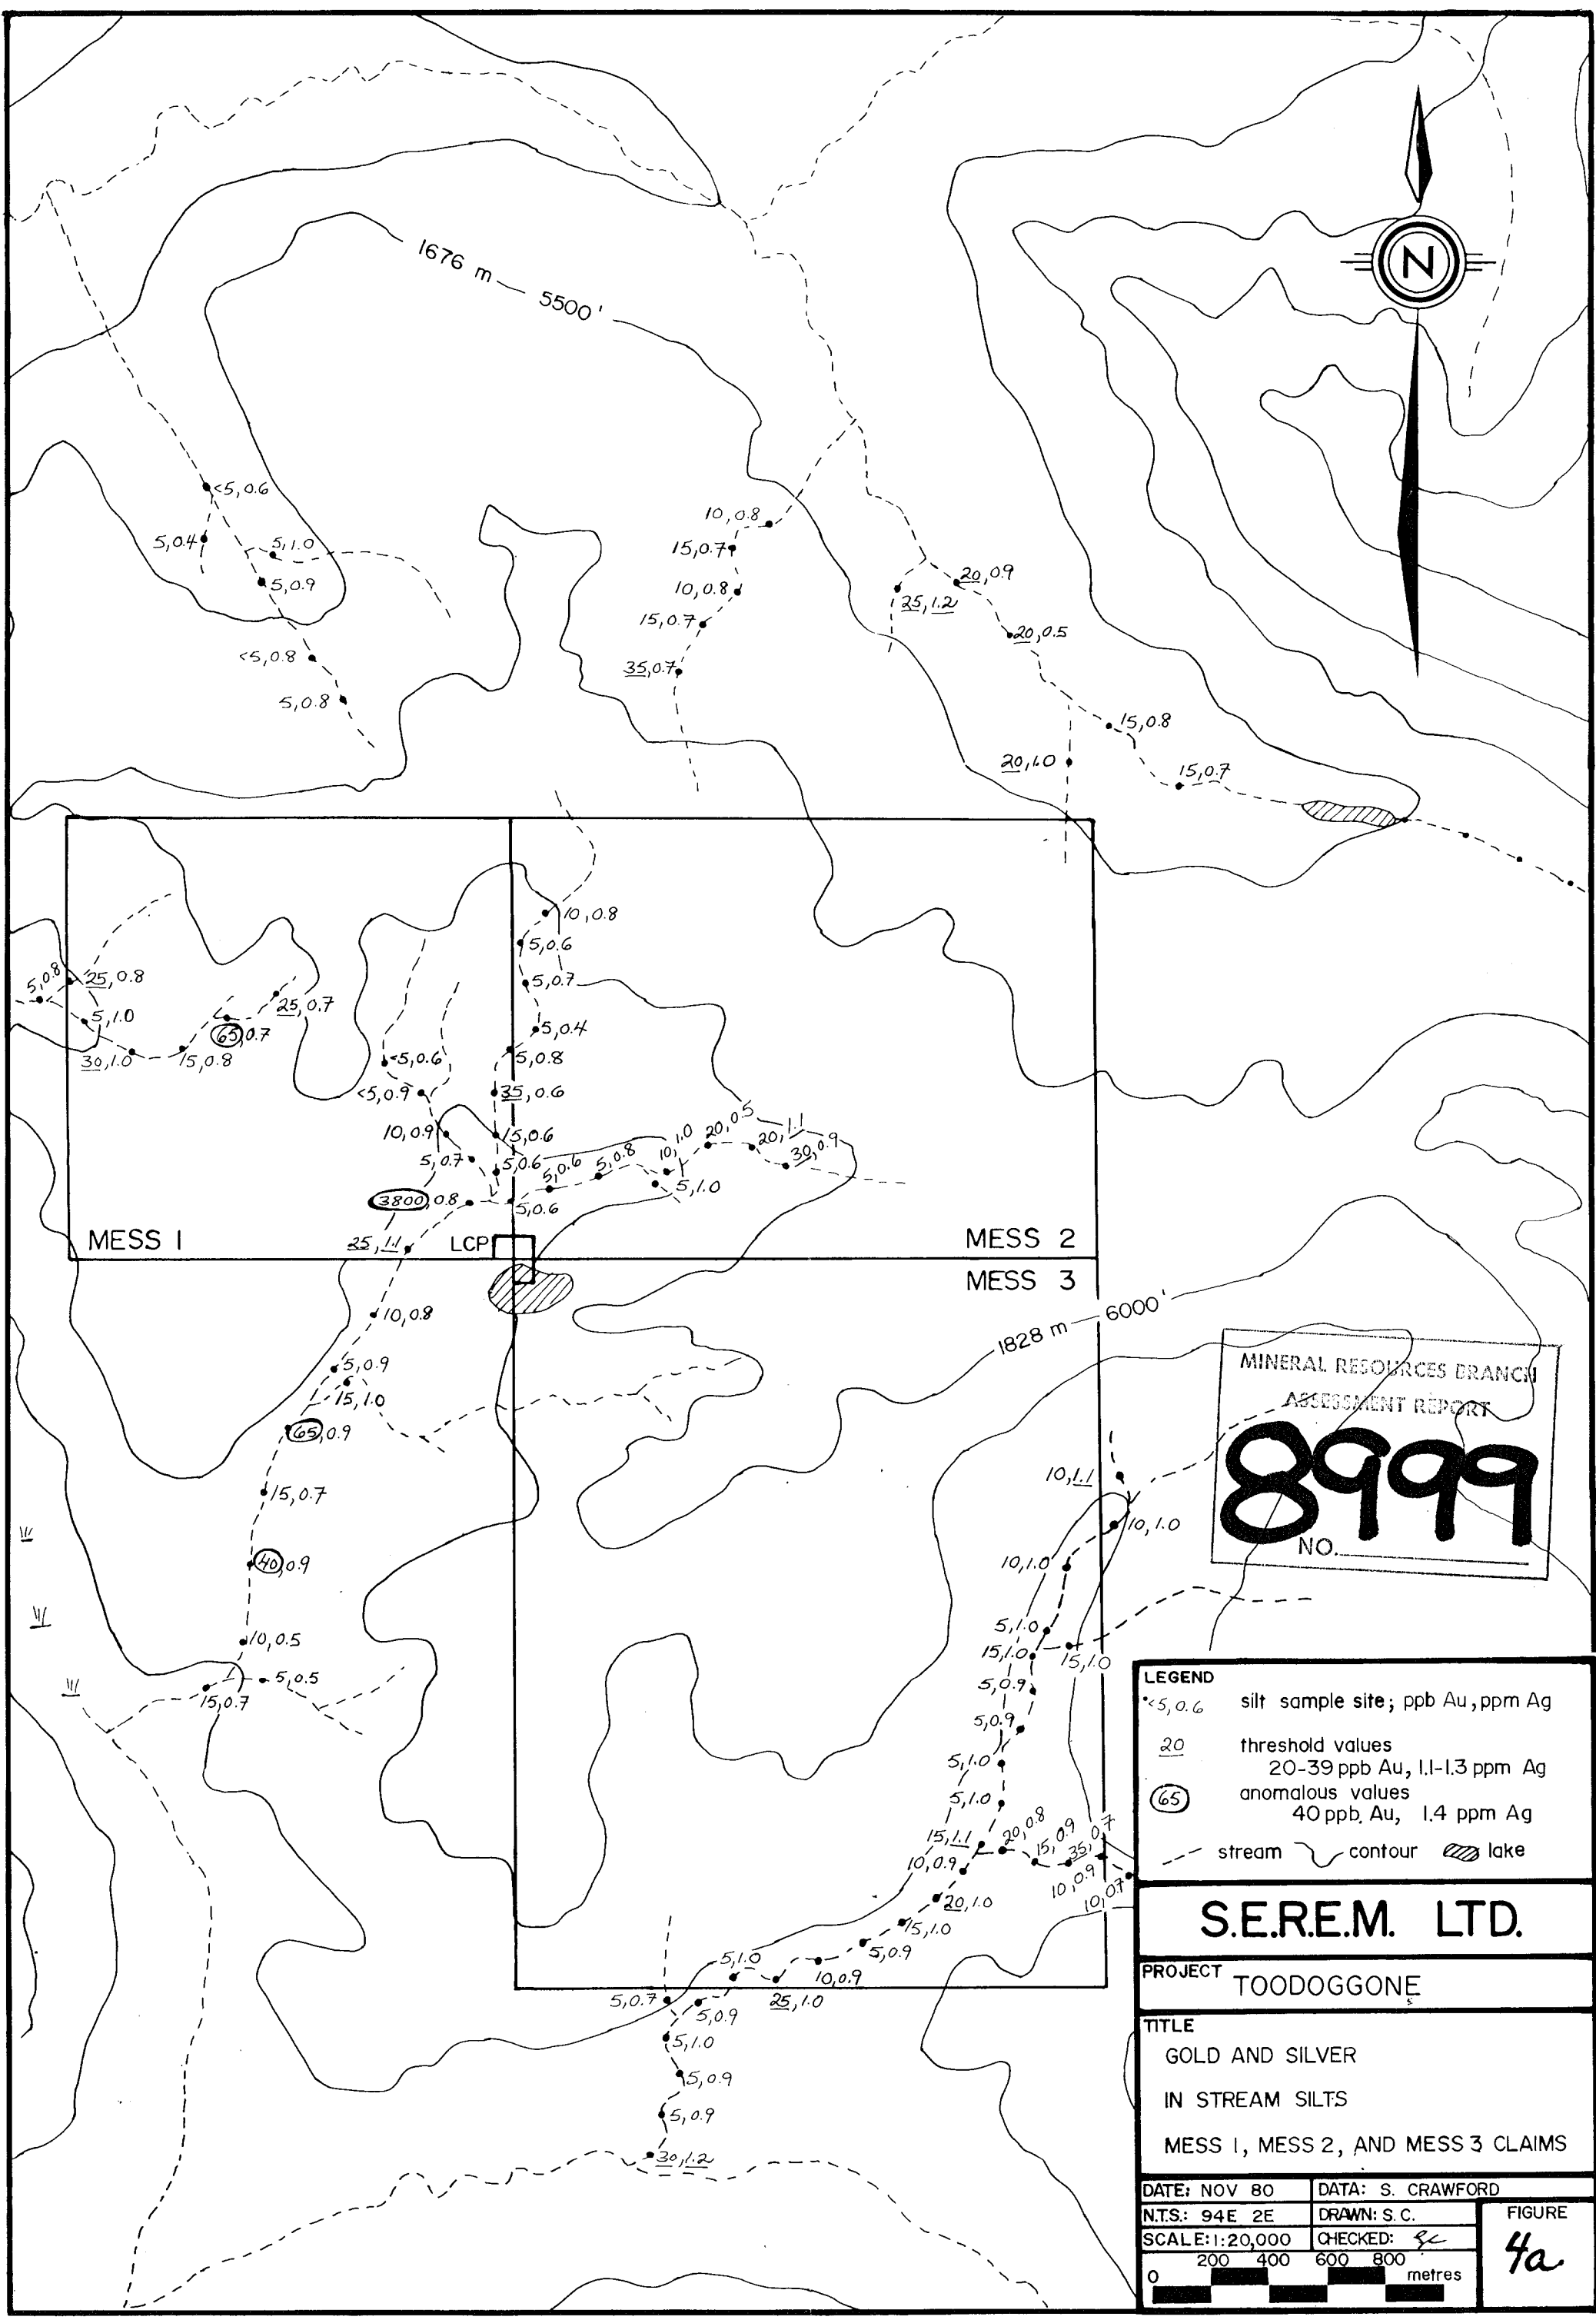 N
1676 m
5500'
<5,0.6
5,0.4
5,1.0
5,0.9
<5,0.8
5,0.8
10,0.8
15,0.7
10,0.8
15,0.7
35,0.7
20,0.9
25,1.2
20,0.5
15,0.8
20,1.0
15,0.7
10,0.8
5,0.6
5,0.7
5,0.4
5,0.8
35,0.6
15,0.6
5,0.6
5,0.8
25,0.8
25,0.7
65,0.7
5,1.0
30,1.0
15,0.8
<5,0.6
<5,0.9
10,0.9
5,0.7
3800,0.8
5,0.6
5,0.6
5,0.8
10,1.0
5,1.0
20,0.5
20,1.1
30,0.9
MESS 1
25,1.1
LCP
MESS 2
MESS 3
10,0.8
1828 m
6000'
5,0.9
15,1.0
65,0.9
15,0.7
40,0.9
10,0.5
5,0.5
15,0.7
MINERAL RESOURCES BRANCH
ASSESSMENT REPORT
8999
NO.
10,1.1
10,1.0
10,1.0
5,1.0
15,1.0
15,1.0
5,0.9
5,0.9
5,1.0
5,1.0
15,1.1
20,0.8
15,0.9
35,0.7
10,0.9
10,0.9
10,0.7
20,1.0
15,1.0
5,0.9
10,0.9
5,1.0
25,1.0
5,0.7
5,0.9
5,1.0
5,0.9
5,0.9
30,1.2
LEGEND
<5,0.6 silt sample site; ppb Au, ppm Ag
20 threshold values
20-39 ppb Au, 1.1-1.3 ppm Ag
65 anomalous values
40 ppb. Au, 1.4 ppm Ag
stream contour lake
S.E.R.E.M. LTD.
PROJECT TOODOGGONE
TITLE
GOLD AND SILVER
IN STREAM SILTS
MESS 1, MESS 2, AND MESS 3 CLAIMS
DATE: NOV 80 DATA: S. CRAWFORD
N.T.S.: 94E 2E DRAWN: S.C.
SCALE: 1:20,000 CHECKED: SC
FIGURE
4a
200 400 600 800
0 metres